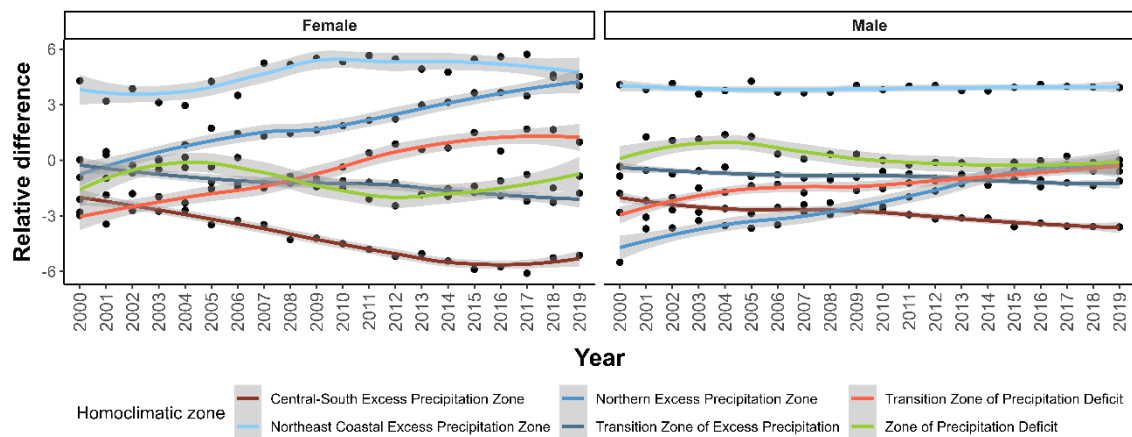 Female Male
Relative difference
6
3
0
-3
-6
2000 2001 2002 2003 2004 2005 2006 2007 2008 2009 2010 2011 2012 2013 2014 2015 2016 2017 2018 2019 2000 2001 2002 2003 2004 2005 2006 2007 2008 2009 2010 2011 2012 2013 2014 2015 2016 2017 2018 2019
Year
Homoclimatic zone
Central-South Excess Precipitation Zone Northern Excess Precipitation Zone Transition Zone of Precipitation Deficit
Northeast Coastal Excess Precipitation Zone Transition Zone of Excess Precipitation Zone of Precipitation Deficit